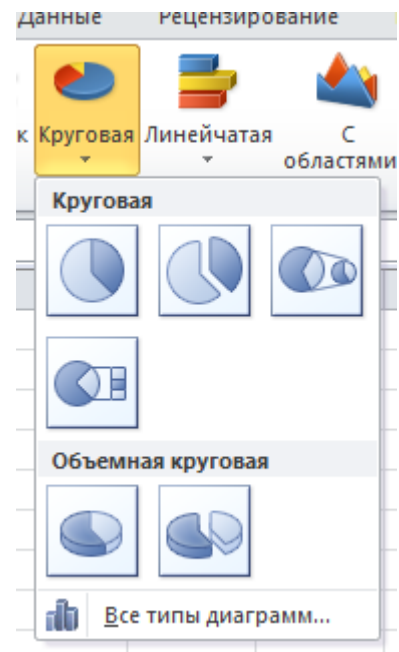 Данные Рецензирование
к Круговая Линейчатая С
областями
Круговая
Объемная круговая
Все типы диаграмм...